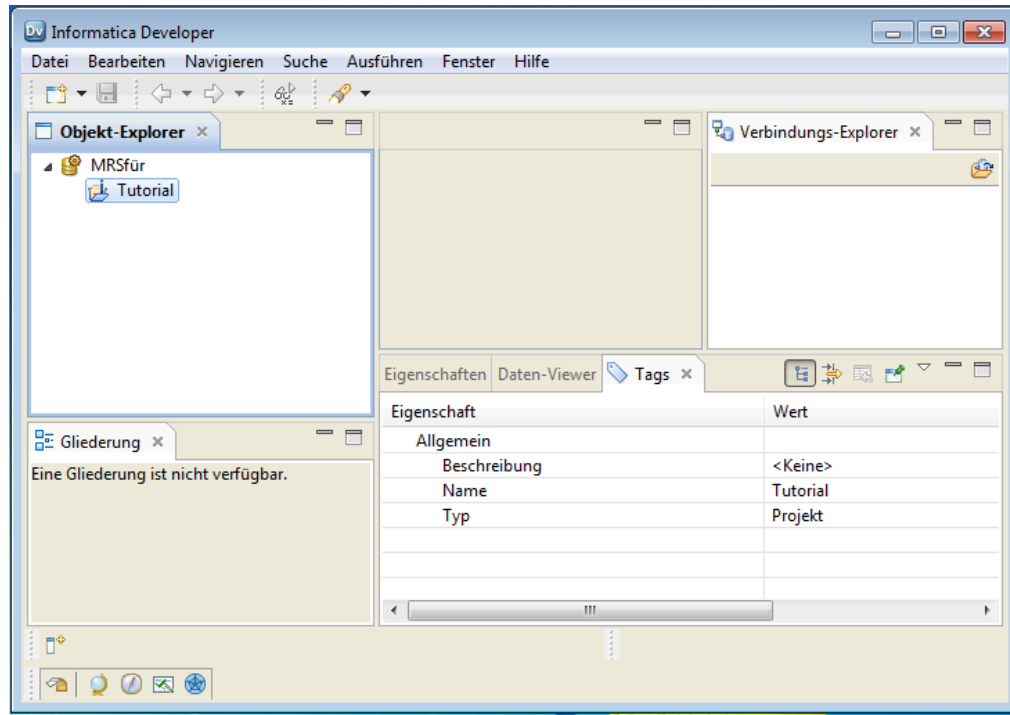 Dv Informatica Developer
Datei Bearbeiten Navigieren Suche Ausführen Fenster Hilfe
Objekt-Explorer
MRSfür
Tutorial
Verbindungs-Explorer
Gliederung
Eine Gliederung ist nicht verfügbar.
Eigenschaften Daten-Viewer Tags
Eigenschaft Wert
Allgemein
Beschreibung <Keine>
Name Tutorial
Typ Projekt